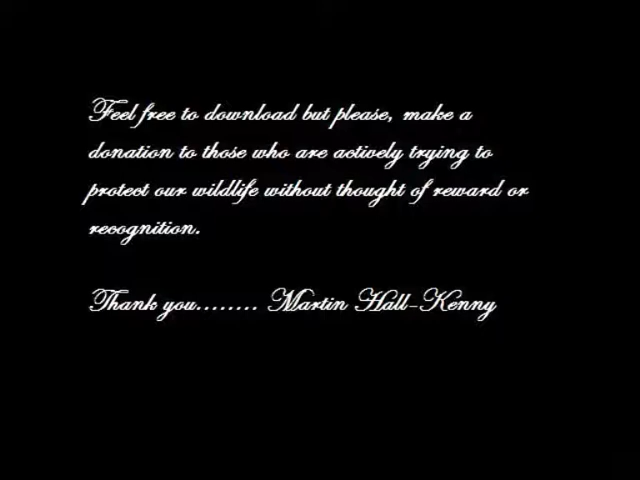 Feel free to download but please, make a
donation to those who are actively trying to
protect our wildlife without thought of reward or
recognition.
Thank you........ Martin Hall-Kenny